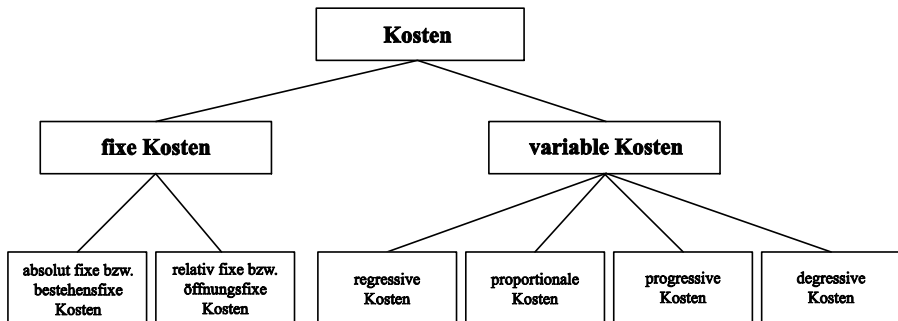 Kosten
fixe Kosten
variable Kosten
absolut fixe bzw.
bestehensfixe
Kosten
relativ fixe bzw.
öffnungsfixe
Kosten
regressive
Kosten
proportionale
Kosten
progressive
Kosten
degressive
Kosten